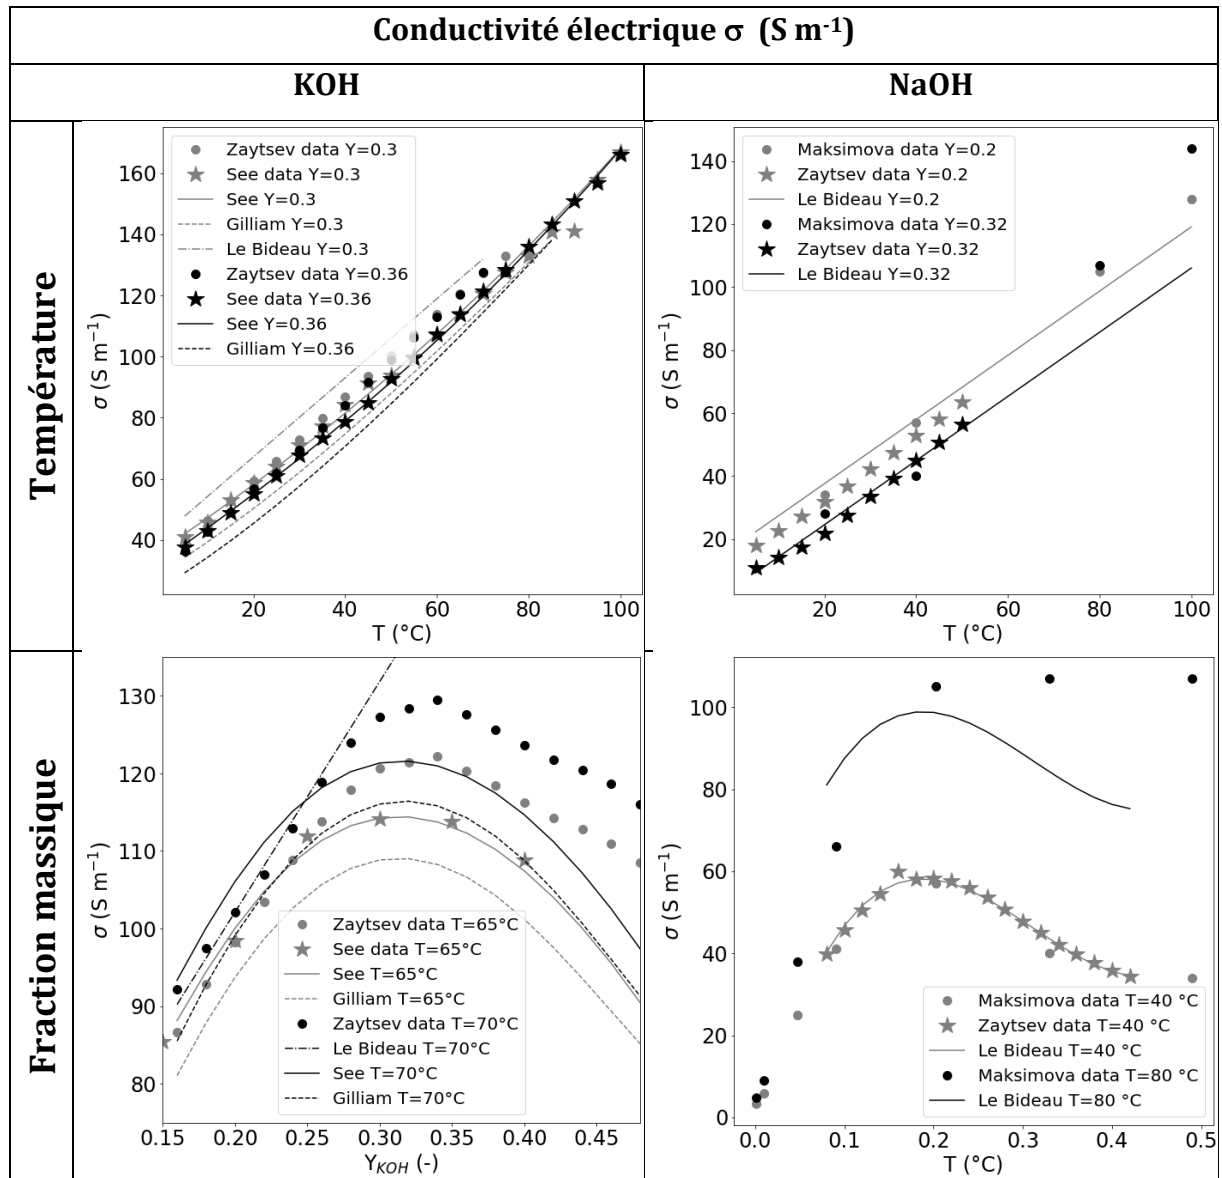 Conductivité électrique σ (S m-1)
KOH
NaOH
Température
Zaytsev data Y=0.3
See data Y=0.3
See Y=0.3
Gilliam Y=0.3
Le Bideau Y=0.3
Zaytsev data Y=0.36
See data Y=0.36
See Y=0.36
Gilliam Y=0.36
160
140
120
100
80
60
40
σ (S m⁻¹)
20 40 60 80 100
T (°C)
Maksimova data Y=0.2
Zaytsev data Y=0.2
Le Bideau Y=0.2
Maksimova data Y=0.32
Zaytsev data Y=0.32
Le Bideau Y=0.32
140
120
100
80
60
40
20
σ (S m⁻¹)
20 40 60 80 100
T (°C)
Fraction massique
130
120
110
100
90
80
σ (S m⁻¹)
Zaytsev data T=65°C
See data T=65°C
See T=65°C
Gilliam T=65°C
Zaytsev data T=70°C
Le Bideau T=70°C
See T=70°C
Gilliam T=70°C
0.15 0.20 0.25 0.30 0.35 0.40 0.45
Y_KOH (-)
100
80
60
40
20
0
σ (S m⁻¹)
Maksimova data T=40 °C
Zaytsev data T=40 °C
Le Bideau T=40 °C
Maksimova data T=80 °C
Le Bideau T=80 °C
0.0 0.1 0.2 0.3 0.4 0.5
T (°C)